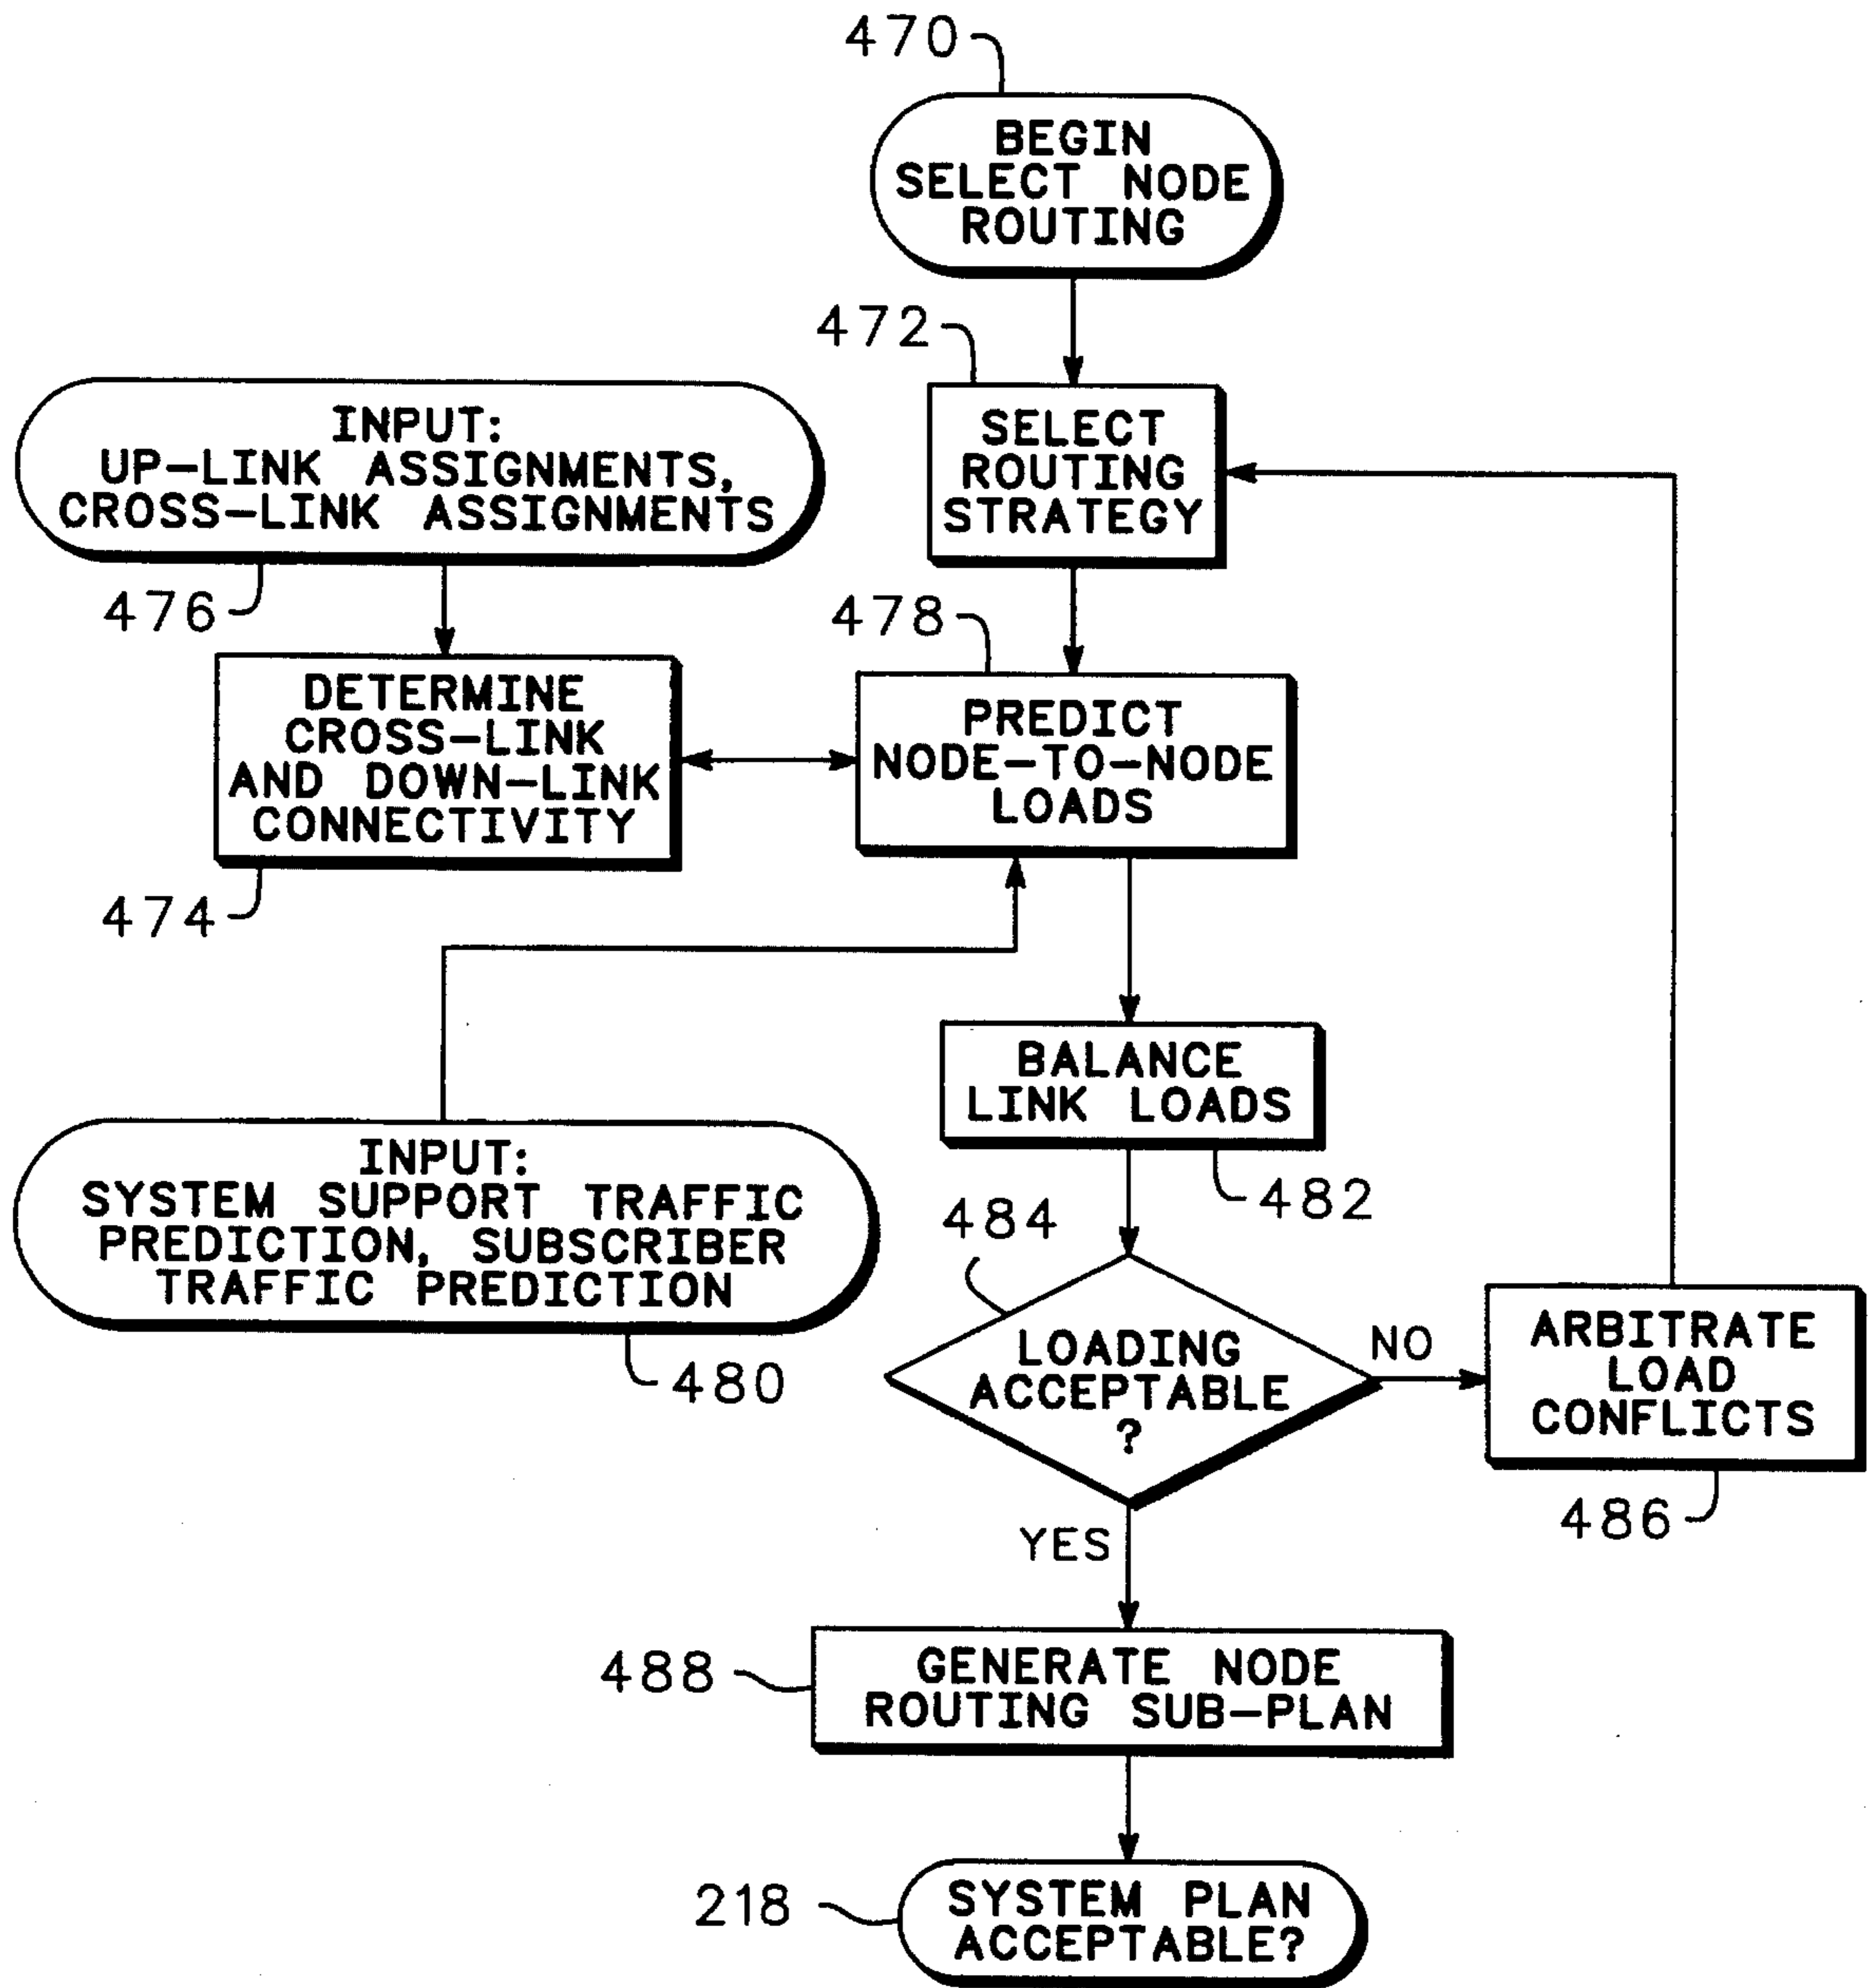 470
BEGIN
SELECT NODE
ROUTING
472
SELECT
ROUTING
STRATEGY
INPUT:
UP-LINK ASSIGNMENTS,
CROSS-LINK ASSIGNMENTS
476
478
DETERMINE
CROSS-LINK
AND DOWN-LINK
CONNECTIVITY
474
PREDICT
NODE-TO-NODE
LOADS
BALANCE
LINK LOADS
482
INPUT:
SYSTEM SUPPORT TRAFFIC
PREDICTION, SUBSCRIBER
TRAFFIC PREDICTION
480
484
LOADING
ACCEPTABLE
?
NO
ARBITRATE
LOAD
CONFLICTS
486
YES
488
GENERATE NODE
ROUTING SUB-PLAN
218
SYSTEM PLAN
ACCEPTABLE?